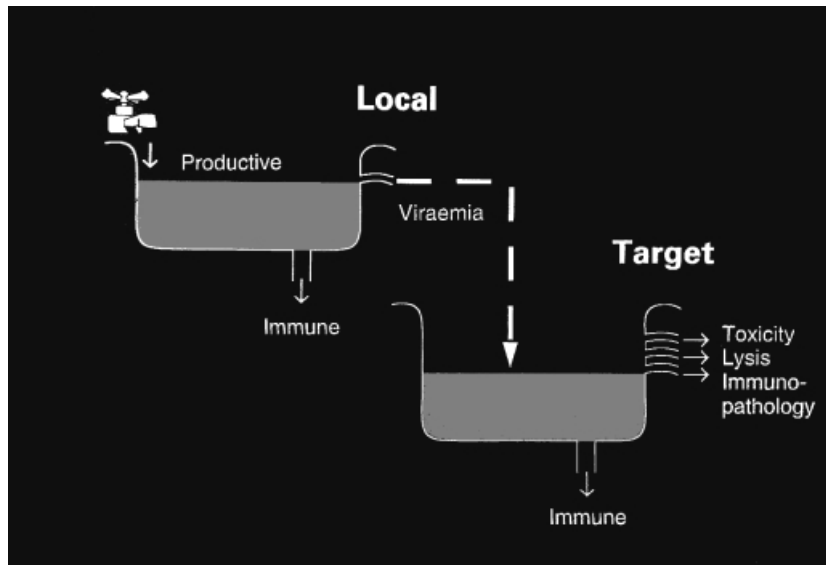 Local
Productive
Viraemia
Immune
Target
Toxicity
Lysis
Immuno-
pathology
Immune